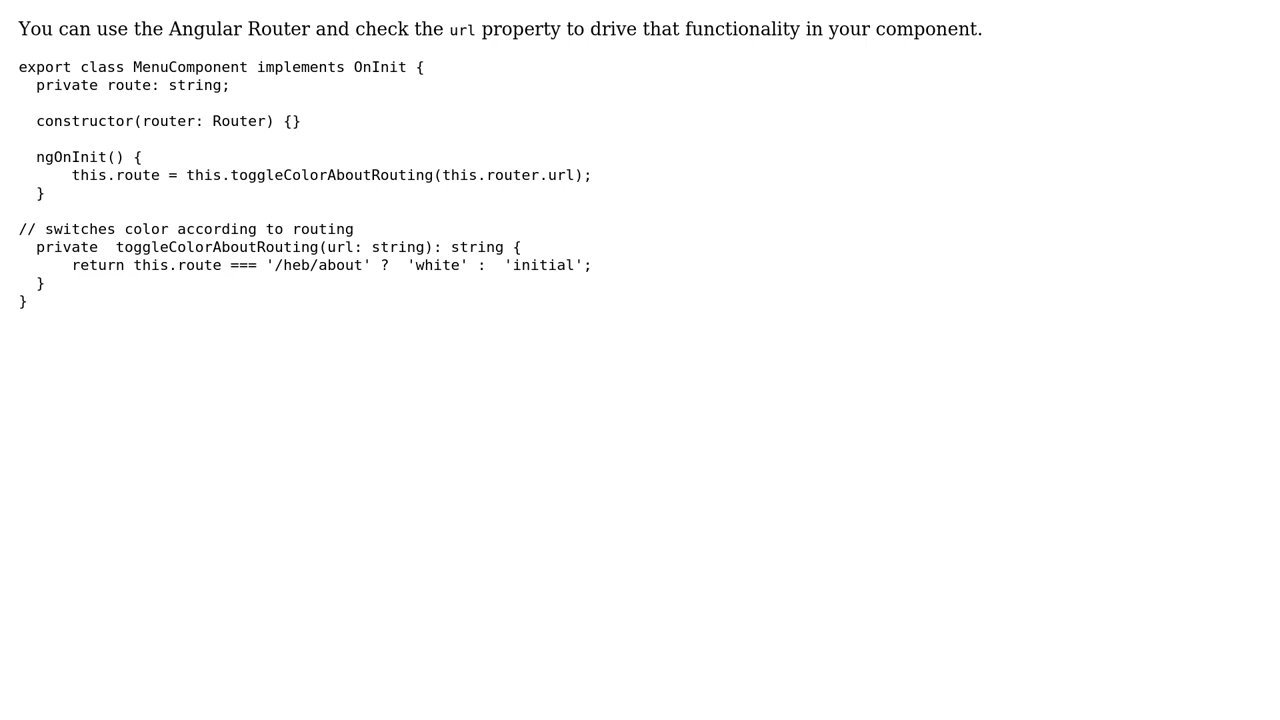 You can use the Angular Router and check the url property to drive that functionality in your component.
export class MenuComponent implements OnInit {
  private route: string;

  constructor(router: Router) {}

  ngOnInit() {
      this.route = this.toggleColorAboutRouting(this.router.url);
  }

// switches color according to routing
  private  toggleColorAboutRouting(url: string): string {
      return this.route === '/heb/about' ?  'white' :  'initial';
  }
}